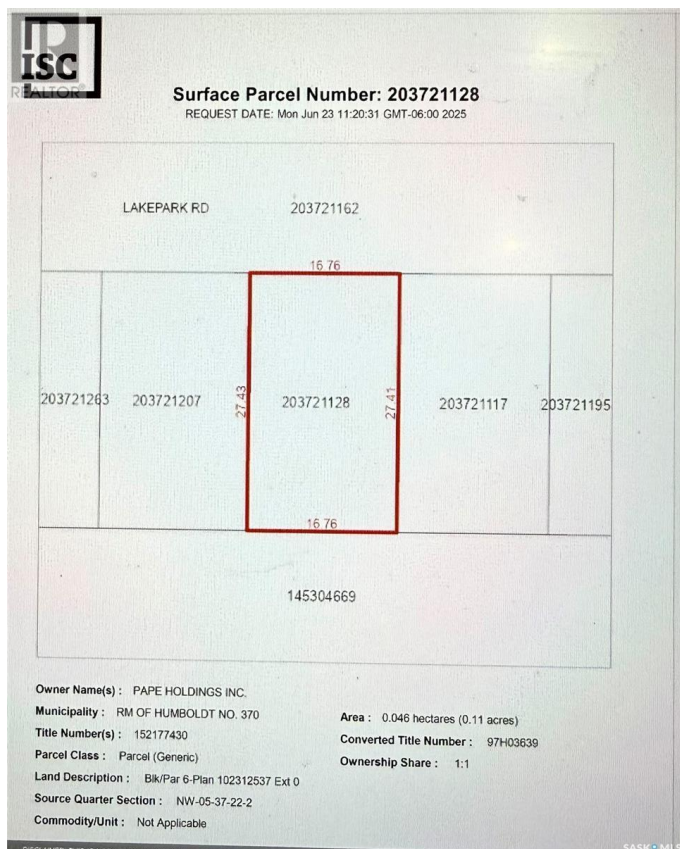 ISC
REALTOR®
Surface Parcel Number: 203721128
REQUEST DATE: Mon Jun 23 11:20:31 GMT-06:00 2025
LAKEPARK RD 203721162
16.76
203721263 203721207 27.43 203721128 27.41 203721117 203721195
16.76
145304669
Owner Name(s) : PAPE HOLDINGS INC.
Municipality : RM OF HUMBOLDT NO. 370
Area : 0.046 hectares (0.11 acres)
Title Number(s) : 152177430
Converted Title Number : 97H03639
Parcel Class : Parcel (Generic)
Ownership Share : 1:1
Land Description : Blk/Par 6-Plan 102312537 Ext 0
Source Quarter Section : NW-05-37-22-2
Commodity/Unit : Not Applicable